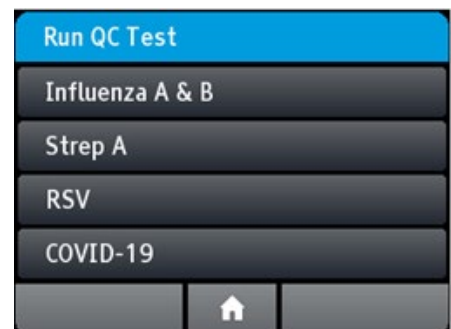 Run QC Test
Influenza A & B
Strep A
RSV
COVID-19